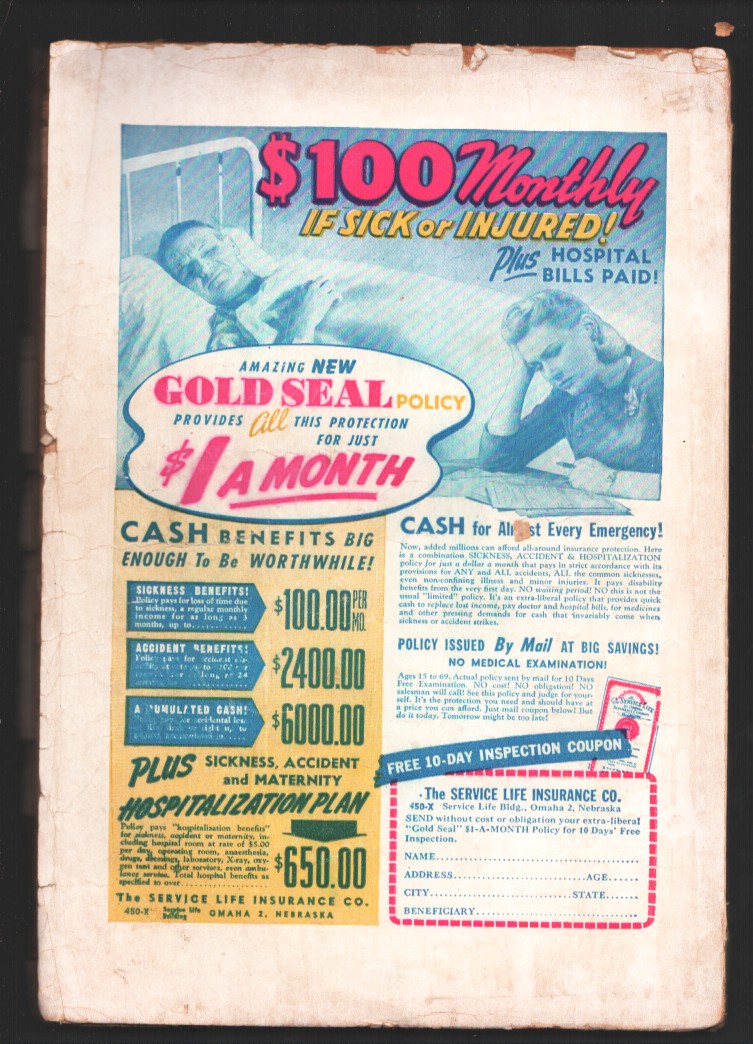 $100 Monthly
IF SICK or INJURED!
Plus HOSPITAL
BILLS PAID!
AMAZING NEW
GOLD SEAL POLICY
PROVIDES All THIS PROTECTION
FOR JUST
$1 A MONTH
CASH BENEFITS BIG
ENOUGH To Be WORTHWHILE!
SICKNESS BENEFITS!
Policy pays for loss of time due
to sickness, a regular monthly
income for as long as 3
months, up to..........
$100.00 PER
MO.
ACCIDENT BENEFITS!
for accident
24
$2400.00
CASH!
accidental
$6000.00
PLUS SICKNESS, ACCIDENT
and MATERNITY
HOSPITALIZATION PLAN
Policy pays "hospitalization benefits"
for sickness, accident or maternity, in-
cluding hospital room at rate of $5.00
per day, operating room, anaesthesia,
drugs, dressings, laboratory, X-ray, oxy-
gen tent and other services, even ambu-
lance service. Total hospital benefits as
specified to over..................
$650.00
The SERVICE LIFE INSURANCE CO.
450-X Service Life
Building OMAHA 2, NEBRASKA
CASH for Every Emergency!
Now, added millions can afford all-around insurance protection. Here
is a combination SICKNESS, ACCIDENT & HOSPITALIZATION
policy for just a dollar a month that pays in strict accordance with its
provisions for ANY and ALL accidents, ALL the common sicknesses,
even non-confining illness and minor injuries. It pays disability
benefits from the very first day. NO waiting period! NO this is not the
usual "limited" policy. It's an extra-liberal policy that provides quick
cash to replace lost income, pay doctor and hospital bills, for medicines
and other pressing demands for cash that invariably come when
sickness or accident strikes.
POLICY ISSUED By Mail AT BIG SAVINGS!
NO MEDICAL EXAMINATION!
Ages 15 to 69. Actual policy sent by mail for 10 Days
Free Examination. NO cost! NO obligation! NO
salesman will call! See this policy and judge for your-
self. It's the protection you need and should have at
a price you can afford. Just mail coupon below! But
do it today. Tomorrow might be too late!
FREE 10-DAY INSPECTION COUPON
The SERVICE LIFE INSURANCE CO.
450-X Service Life Bldg., Omaha 2, Nebraska
SEND without cost or obligation your extra-liberal
"Gold Seal" $1-A-MONTH Policy for 10 Days' Free
Inspection.
NAME..........................................
ADDRESS...........................AGE......
CITY..............................STATE......
BENEFICIARY..................................